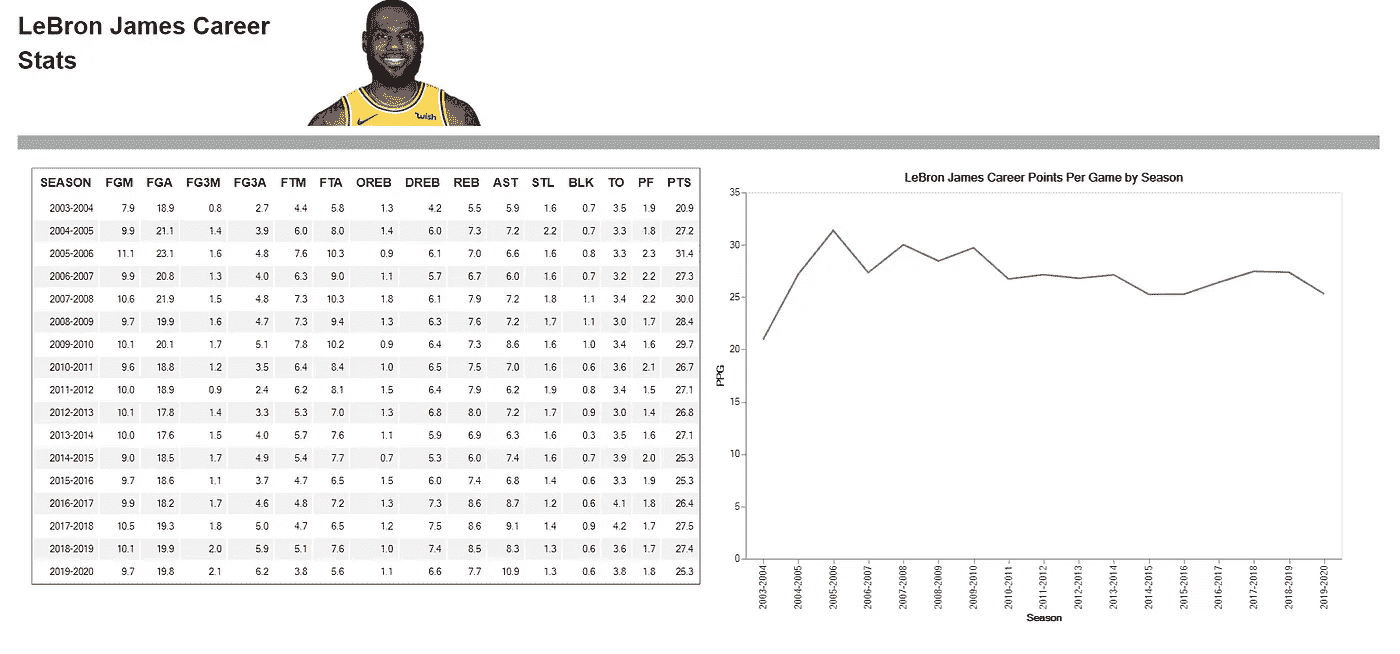 LeBron James Career
Stats
wish
SEASON FGM FGA FG3M FG3A FTM FTA OREB DREB REB AST STL BLK TO PF PTS
2003-2004 7.9 18.9 0.8 2.7 4.4 5.8 1.3 4.2 5.5 5.9 1.6 0.7 3.5 1.9 20.9
2004-2005 9.9 21.1 1.4 3.9 6.0 8.0 1.4 6.0 7.3 7.2 2.2 0.7 3.3 1.8 27.2
2005-2006 11.1 23.1 1.6 4.8 7.6 10.3 0.9 6.1 7.0 6.6 1.6 0.8 3.3 2.3 31.4
2006-2007 9.9 20.8 1.3 4.0 6.3 9.0 1.1 5.7 6.7 6.0 1.6 0.7 3.2 2.2 27.3
2007-2008 10.6 21.9 1.5 4.8 7.3 10.3 1.8 6.1 7.9 7.2 1.8 1.1 3.4 2.2 30.0
2008-2009 9.7 19.9 1.6 4.7 7.3 9.4 1.3 6.3 7.6 7.2 1.7 1.1 3.0 1.7 28.4
2009-2010 10.1 20.1 1.7 5.1 7.8 10.2 0.9 6.4 7.3 8.6 1.6 1.0 3.4 1.6 29.7
2010-2011 9.6 18.8 1.2 3.5 6.4 8.4 1.0 6.5 7.5 7.0 1.6 0.6 3.6 2.1 26.7
2011-2012 10.0 18.9 0.9 2.4 6.2 8.1 1.5 6.4 7.9 6.2 1.9 0.8 3.4 1.5 27.1
2012-2013 10.1 17.8 1.4 3.3 5.3 7.0 1.3 6.8 8.0 7.2 1.7 0.9 3.0 1.4 26.8
2013-2014 10.0 17.6 1.5 4.0 5.7 7.6 1.1 5.9 6.9 6.3 1.6 0.3 3.5 1.6 27.1
2014-2015 9.0 18.5 1.7 4.9 5.4 7.7 0.7 5.3 6.0 7.4 1.6 0.7 3.9 2.0 25.3
2015-2016 9.7 18.6 1.1 3.7 4.7 6.5 1.5 6.0 7.4 6.8 1.4 0.6 3.3 1.9 25.3
2016-2017 9.9 18.2 1.7 4.6 4.8 7.2 1.3 7.3 8.6 8.7 1.2 0.6 4.1 1.8 26.4
2017-2018 10.5 19.3 1.8 5.0 4.7 6.5 1.2 7.5 8.6 9.1 1.4 0.9 4.2 1.7 27.5
2018-2019 10.1 19.9 2.0 5.9 5.1 7.6 1.0 7.4 8.5 8.3 1.3 0.6 3.6 1.7 27.4
2019-2020 9.7 19.8 2.1 6.2 3.8 5.6 1.1 6.6 7.7 10.9 1.3 0.6 3.8 1.8 25.3
LeBron James Career Points Per Game by Season
35
30
25
20
15
10
5
0
PPG
2003-2004
2004-2005
2005-2006
2006-2007
2007-2008
2008-2009
2009-2010
2010-2011
2011-2012
2012-2013
2013-2014
2014-2015
2015-2016
2016-2017
2017-2018
2018-2019
2019-2020
Season